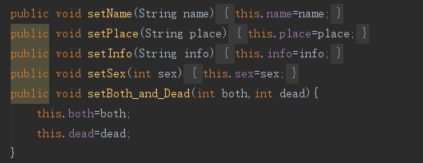 public void setName(String name) { this.name=name; }
public void setPlace(String place) { this.place=place; }
public void setInfo(String info) { this.info=info; }
public void setSex(int sex) { this.sex=sex; }
public void setBoth_and_Dead(int both,int dead){
this.both=both;
this.dead=dead;
}